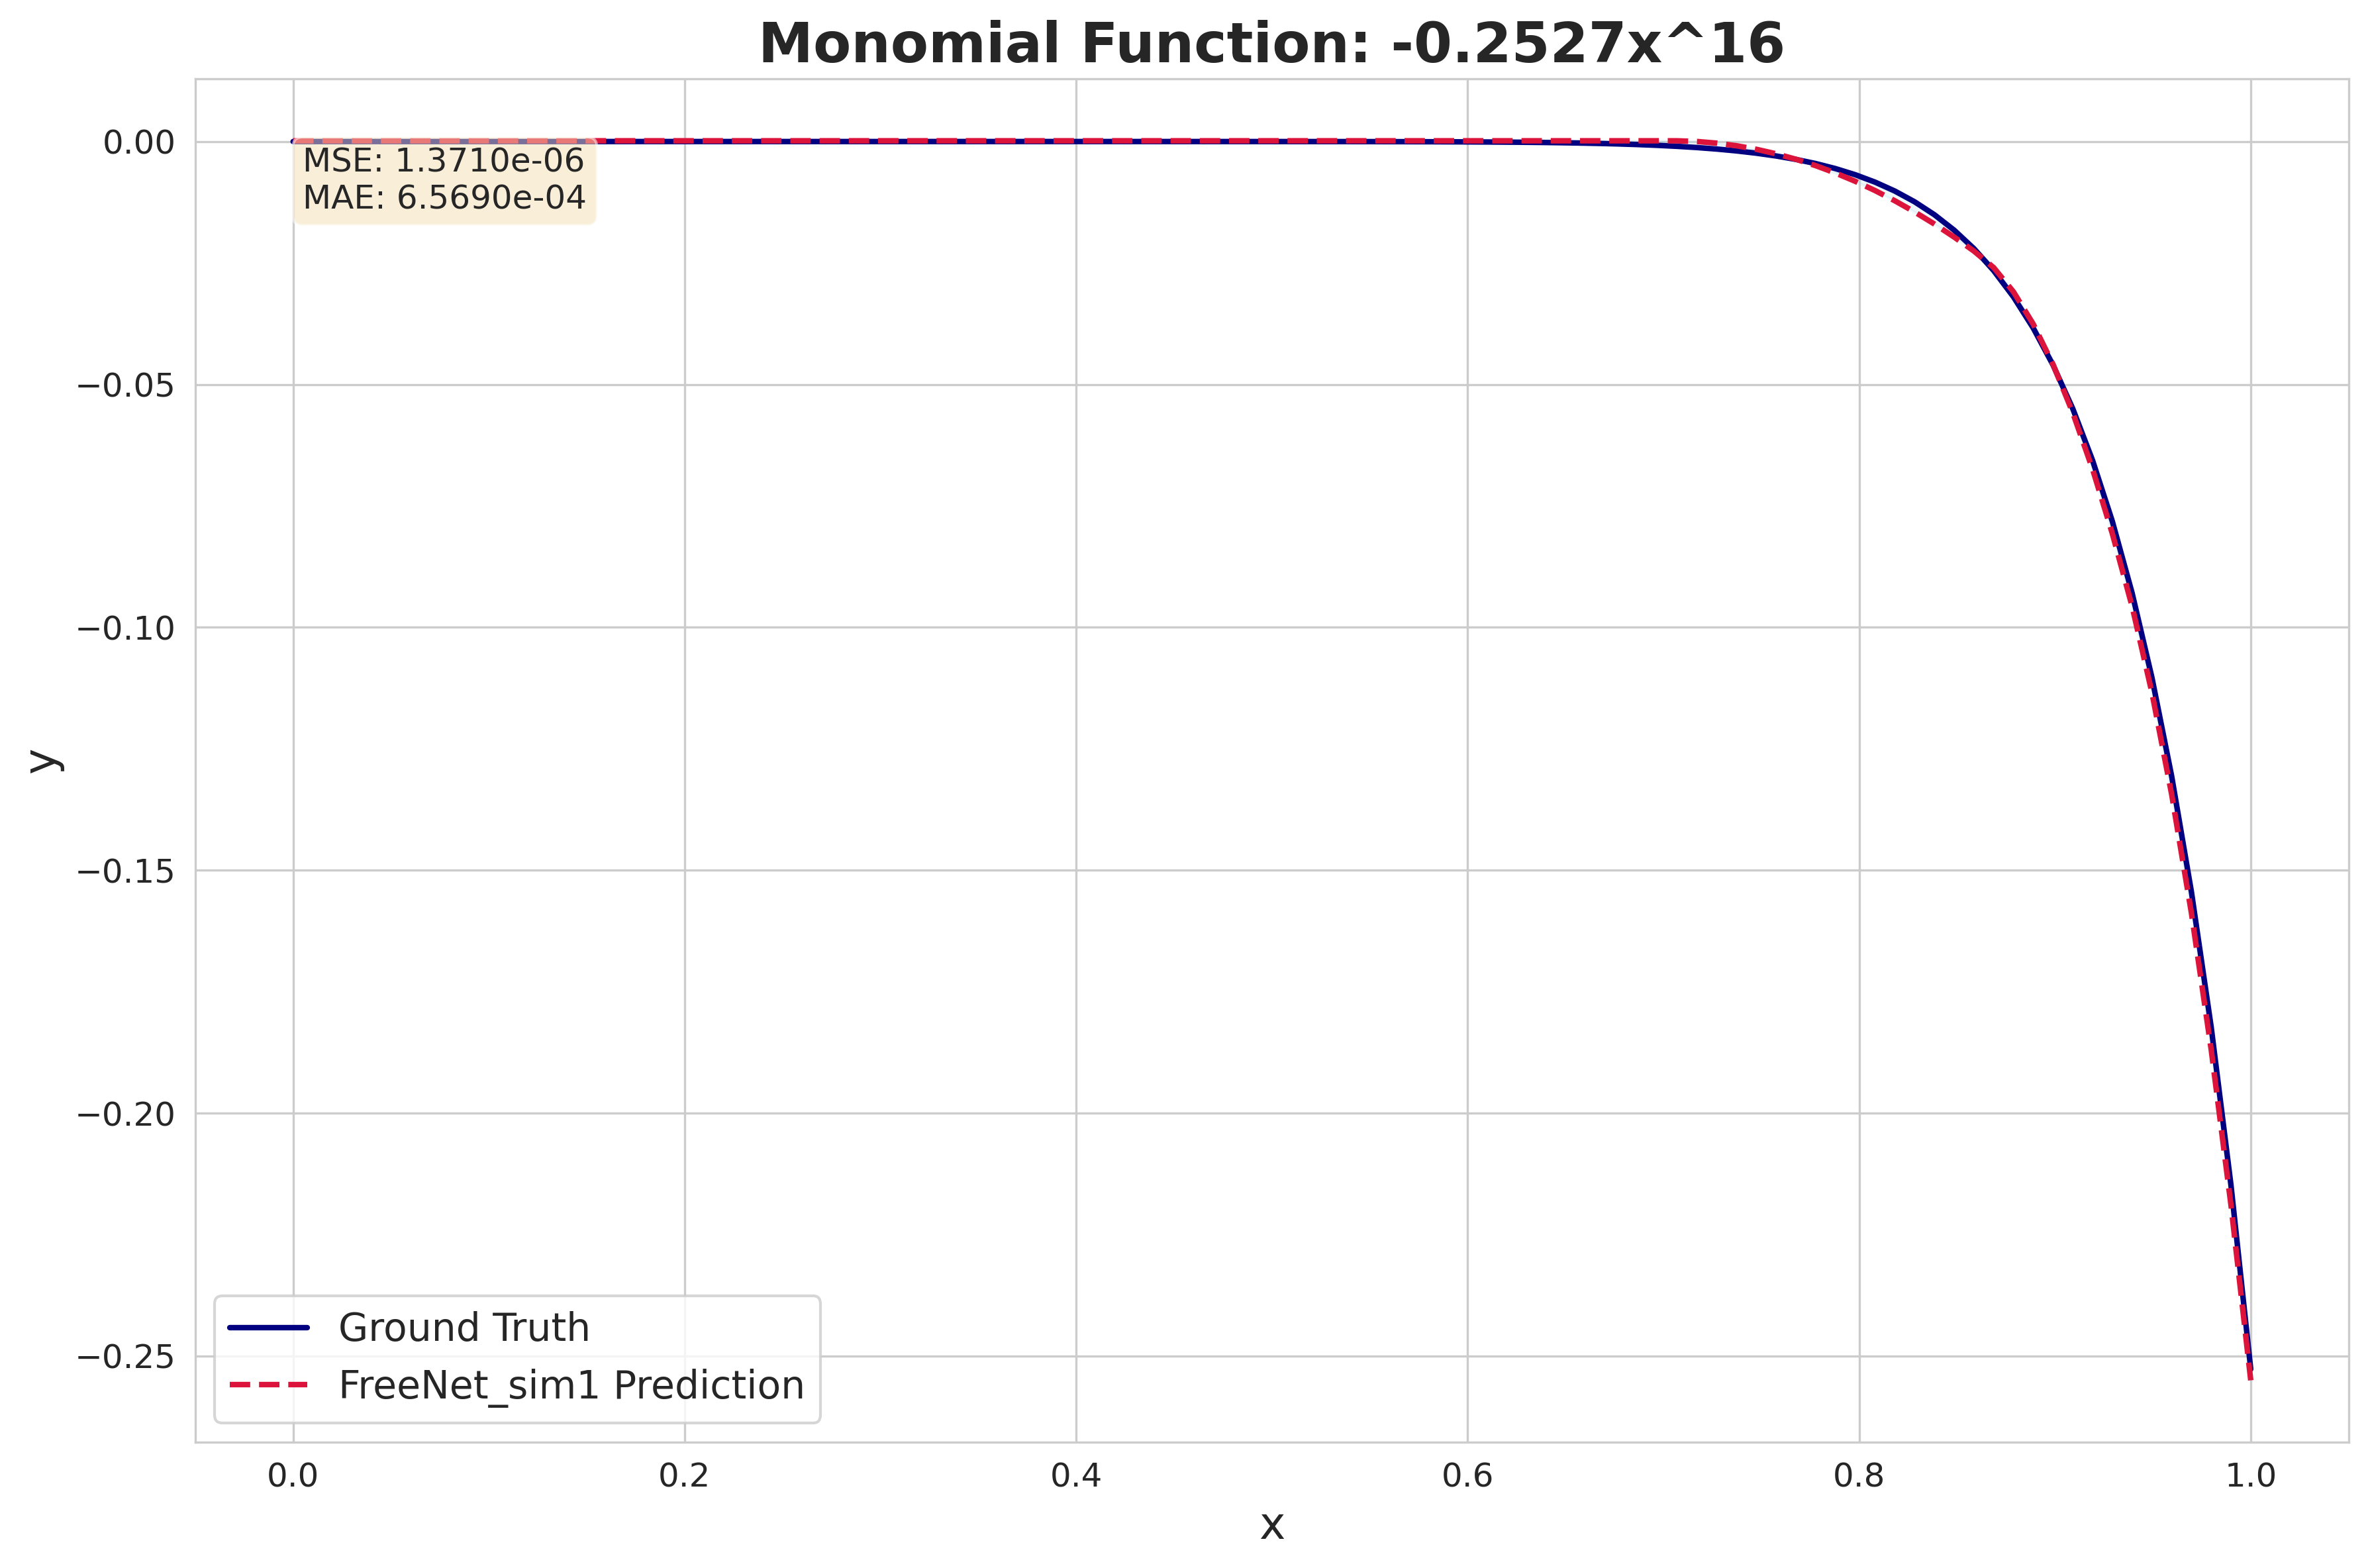 Monomial Function: -0.2527x^16
0.00
−0.05
−0.10
−0.15
−0.20
−0.25
y
MSE: 1.3710e-06
MAE: 6.5690e-04
Ground Truth
FreeNet_sim1 Prediction
0.0 0.2 0.4 0.6 0.8 1.0
x